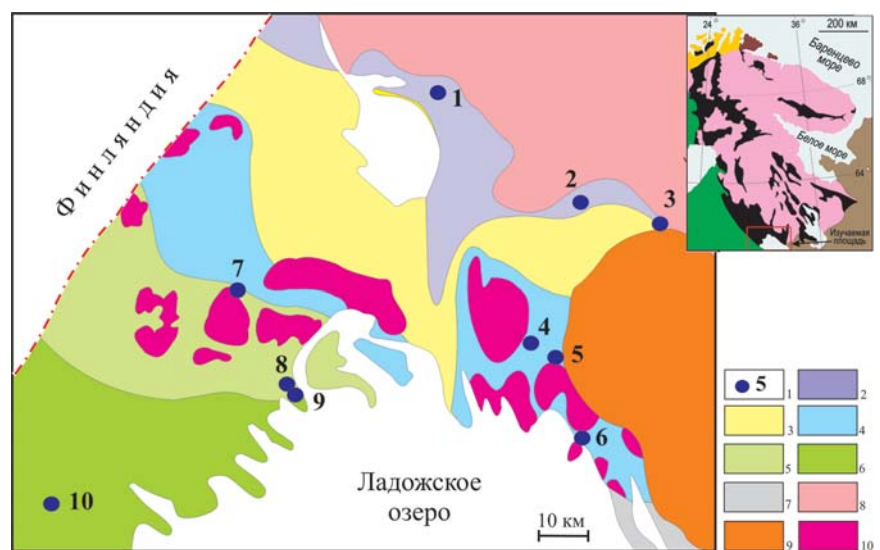 Финляндия
1
2
3
4
5
6
7
8
9
10
Ладожское
озеро
10 км
24
36
200 км
Баренцево
море
68
Белое море
64
Изучаемая
площадь
5 1 2
3 4
5 6
7 8
9 10